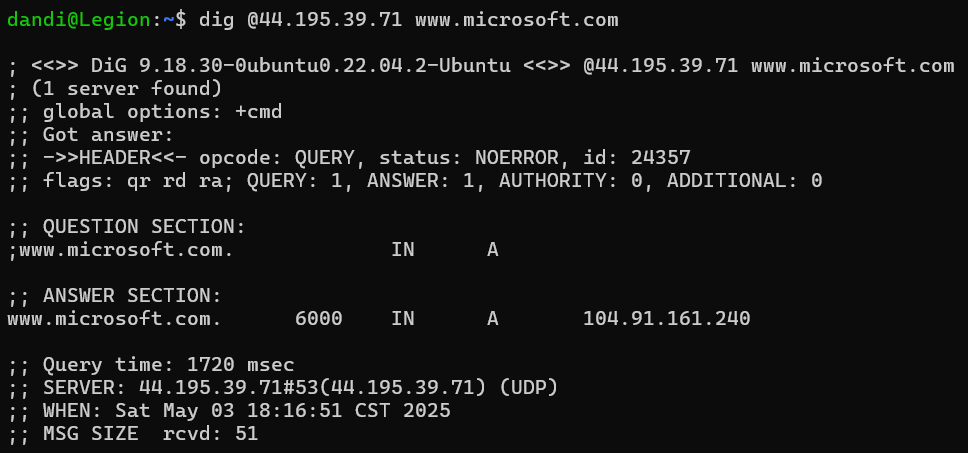 dandi@Legion:~$ dig @44.195.39.71 www.microsoft.com
; <<>> DiG 9.18.30-0ubuntu0.22.04.2-Ubuntu <<>> @44.195.39.71 www.microsoft.com
; (1 server found)
;; global options: +cmd
;; Got answer:
;; ->>HEADER<<- opcode: QUERY, status: NOERROR, id: 24357
;; flags: qr rd ra; QUERY: 1, ANSWER: 1, AUTHORITY: 0, ADDITIONAL: 0
;; QUESTION SECTION:
;www.microsoft.com. IN A
;; ANSWER SECTION:
www.microsoft.com. 6000 IN A 104.91.161.240
;; Query time: 1720 msec
;; SERVER: 44.195.39.71#53(44.195.39.71) (UDP)
;; WHEN: Sat May 03 18:16:51 CST 2025
;; MSG SIZE rcvd: 51